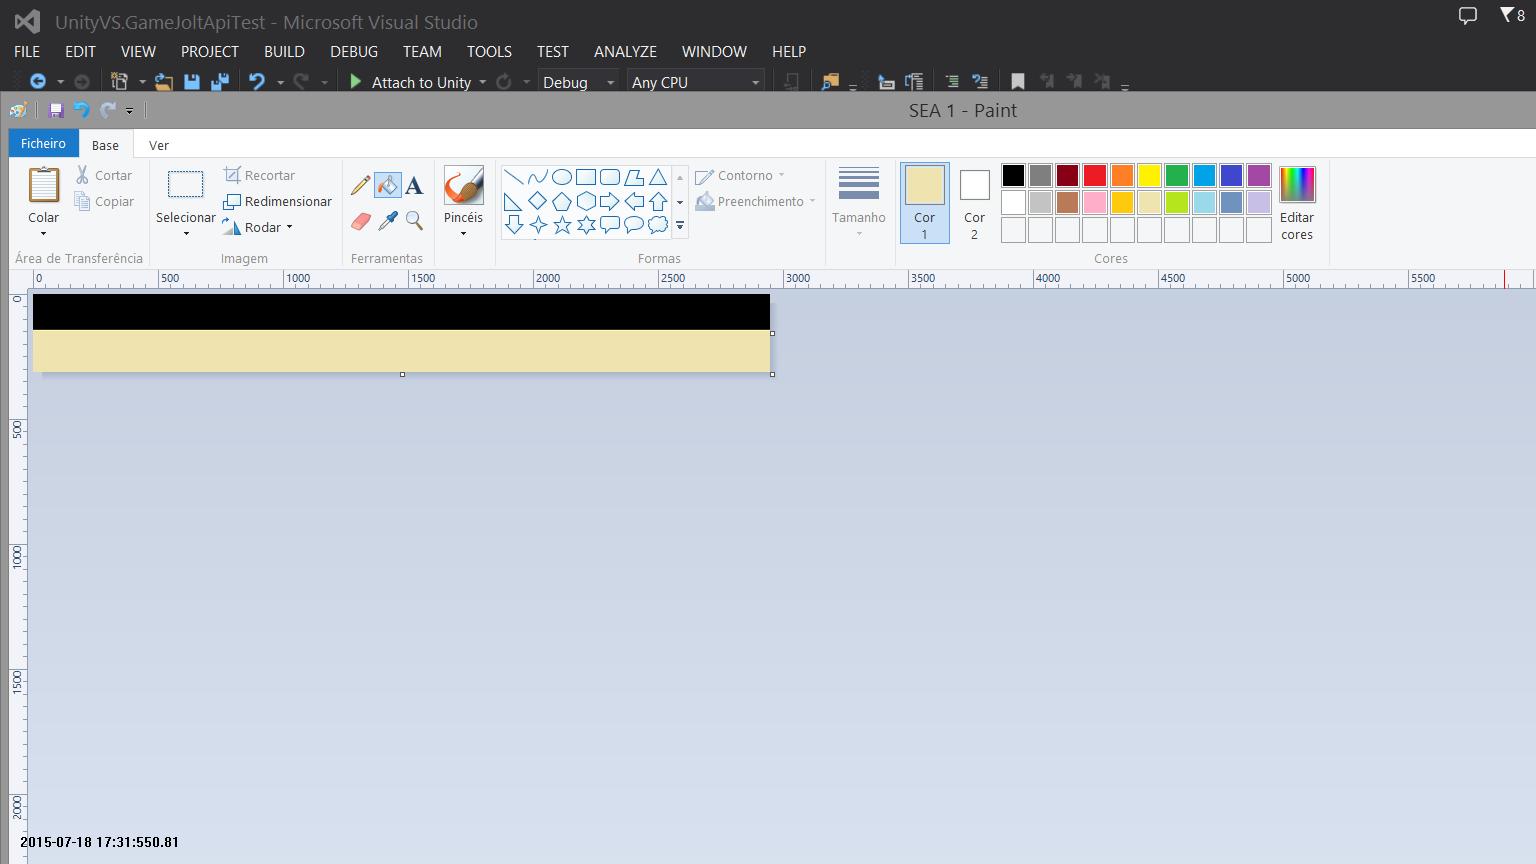 UnityVS.GameJoltApiTest - Microsoft Visual Studio
8
FILE EDIT VIEW PROJECT BUILD DEBUG TEAM TOOLS TEST ANALYZE WINDOW HELP
Attach to Unity Debug Any CPU
SEA 1 - Paint
Ficheiro Base Ver
Colar
Cortar
Copiar
Área de Transferência
Selecionar
Recortar
Redimensionar
Rodar
Imagem
A
Ferramentas
Pincéis
Contorno
Preenchimento
Formas
Tamanho
Cor
1
Cor
2
Editar
cores
Cores
0 500 1000 1500 2000 2500 3000 3500 4000 4500 5000 5500
0
500
1000
1500
2000
2015-07-18 17:31:550.81